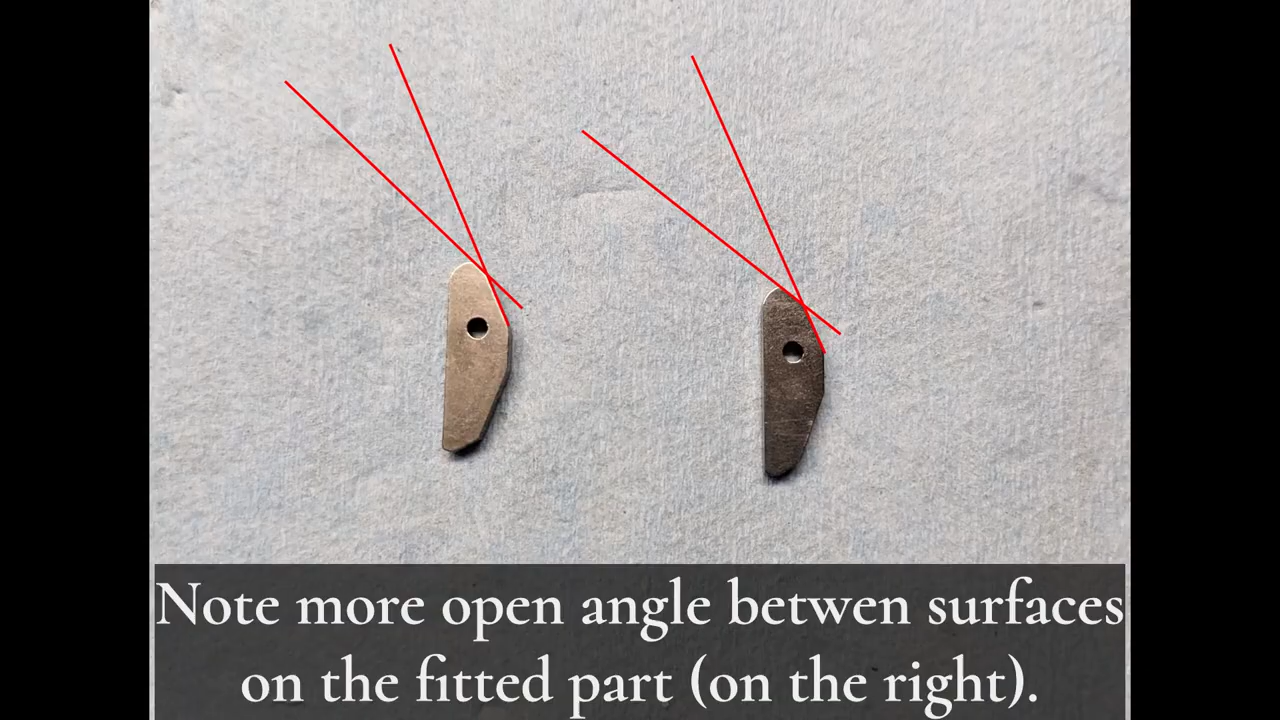 Note more open angle betwen surfaces
on the fitted part (on the right).